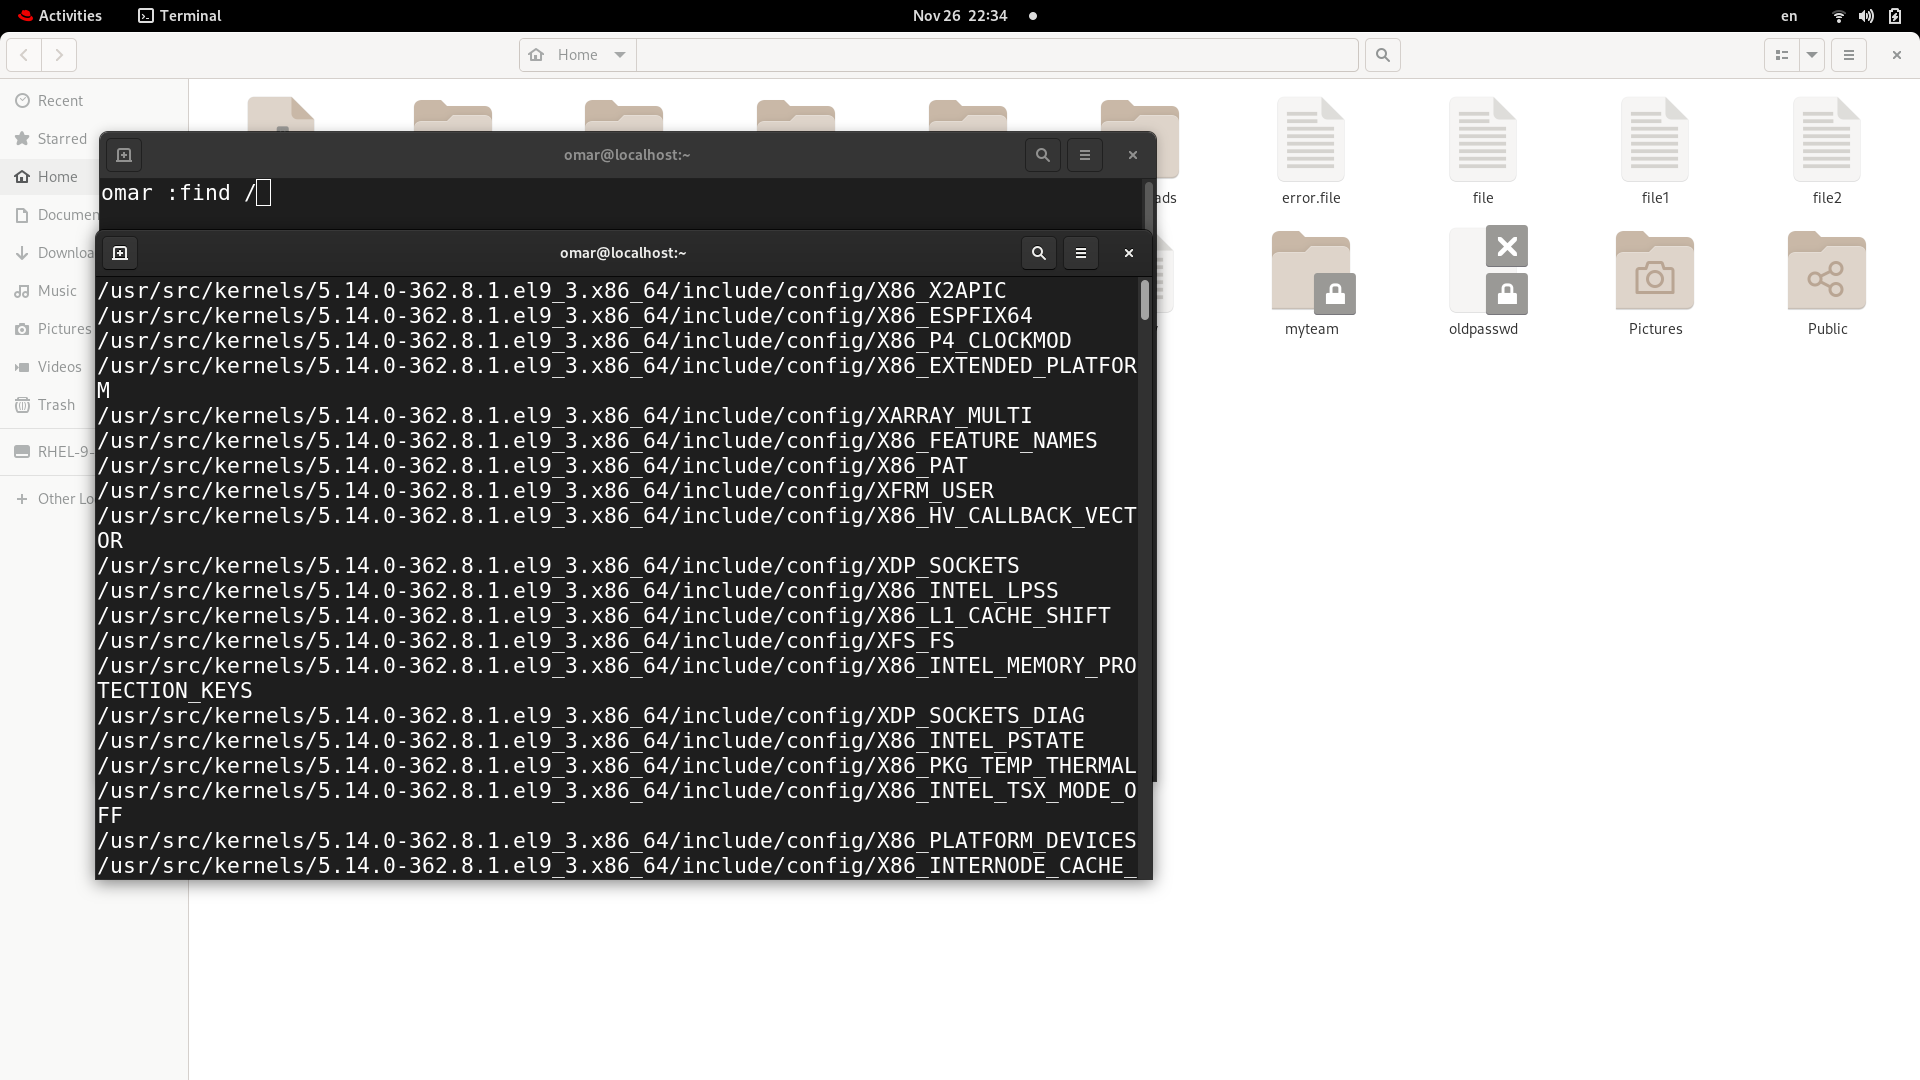 Activities
Terminal
Nov 26 22:34
en
Home
Recent
Starred
Home
Documen
Downloa
Music
Pictures
Videos
Trash
RHEL-9-
Other Lo
ads
error.file
file
file1
file2
myteam
oldpasswd
Pictures
Public
omar@localhost:~
omar :find /
omar@localhost:~
/usr/src/kernels/5.14.0-362.8.1.el9_3.x86_64/include/config/X86_X2APIC
/usr/src/kernels/5.14.0-362.8.1.el9_3.x86_64/include/config/X86_ESPFIX64
/usr/src/kernels/5.14.0-362.8.1.el9_3.x86_64/include/config/X86_P4_CLOCKMOD
/usr/src/kernels/5.14.0-362.8.1.el9_3.x86_64/include/config/X86_EXTENDED_PLATFOR
M
/usr/src/kernels/5.14.0-362.8.1.el9_3.x86_64/include/config/XARRAY_MULTI
/usr/src/kernels/5.14.0-362.8.1.el9_3.x86_64/include/config/X86_FEATURE_NAMES
/usr/src/kernels/5.14.0-362.8.1.el9_3.x86_64/include/config/X86_PAT
/usr/src/kernels/5.14.0-362.8.1.el9_3.x86_64/include/config/XFRM_USER
/usr/src/kernels/5.14.0-362.8.1.el9_3.x86_64/include/config/X86_HV_CALLBACK_VECT
OR
/usr/src/kernels/5.14.0-362.8.1.el9_3.x86_64/include/config/XDP_SOCKETS
/usr/src/kernels/5.14.0-362.8.1.el9_3.x86_64/include/config/X86_INTEL_LPSS
/usr/src/kernels/5.14.0-362.8.1.el9_3.x86_64/include/config/X86_L1_CACHE_SHIFT
/usr/src/kernels/5.14.0-362.8.1.el9_3.x86_64/include/config/XFS_FS
/usr/src/kernels/5.14.0-362.8.1.el9_3.x86_64/include/config/X86_INTEL_MEMORY_PRO
TECTION_KEYS
/usr/src/kernels/5.14.0-362.8.1.el9_3.x86_64/include/config/XDP_SOCKETS_DIAG
/usr/src/kernels/5.14.0-362.8.1.el9_3.x86_64/include/config/X86_INTEL_PSTATE
/usr/src/kernels/5.14.0-362.8.1.el9_3.x86_64/include/config/X86_PKG_TEMP_THERMAL
/usr/src/kernels/5.14.0-362.8.1.el9_3.x86_64/include/config/X86_INTEL_TSX_MODE_O
FF
/usr/src/kernels/5.14.0-362.8.1.el9_3.x86_64/include/config/X86_PLATFORM_DEVICES
/usr/src/kernels/5.14.0-362.8.1.el9_3.x86_64/include/config/X86_INTERNODE_CACHE_